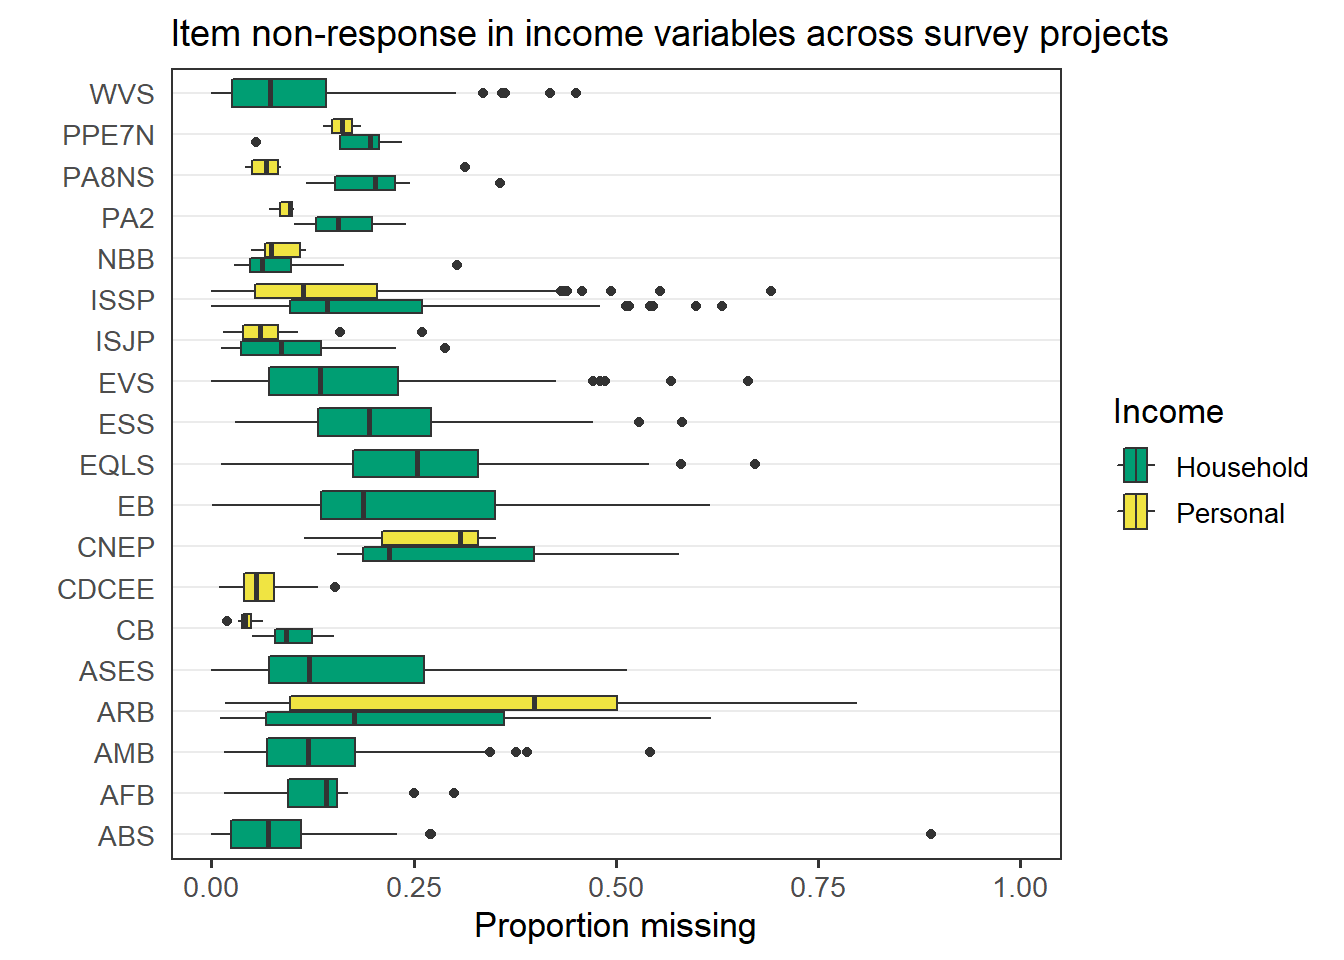 Item non-response in income variables across survey projects
WVS
PPE7N
PA8NS
PA2
NBB
ISSP
ISJP
EVS
ESS
EQLS
EB
CNEP
CDCEE
CB
ASES
ARB
AMB
AFB
ABS
0.00 0.25 0.50 0.75 1.00
Proportion missing
Income
Household
Personal